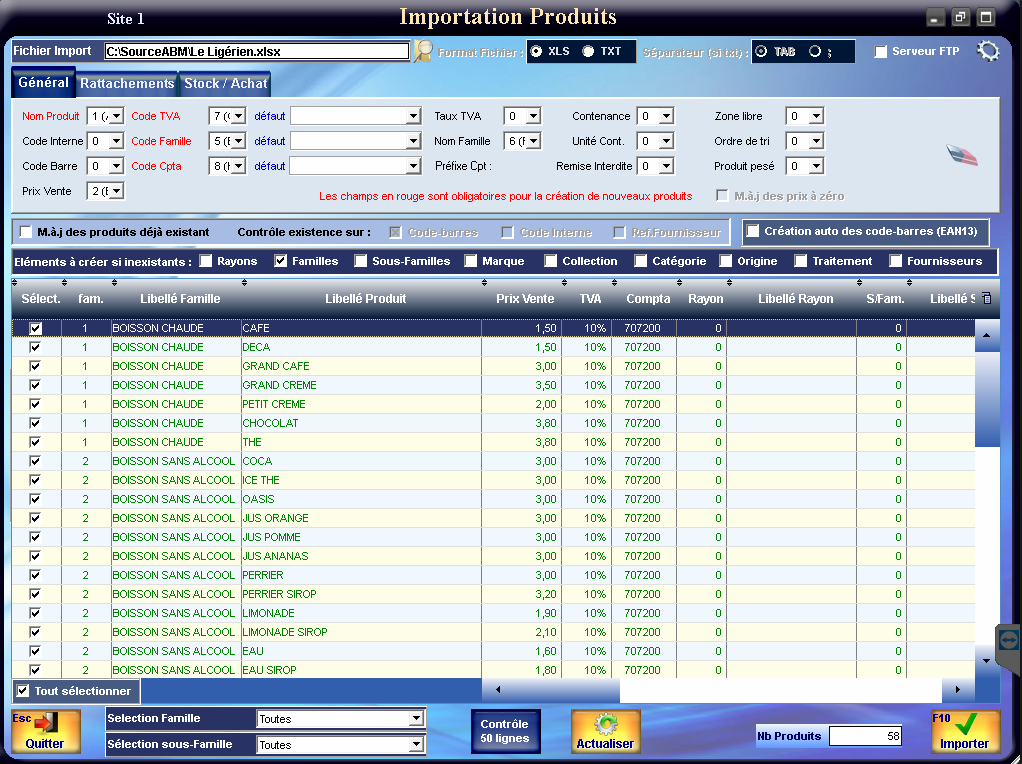 Site 1
Importation Produits
Fichier Import C:\SourceABM\Le Ligérien.xlsx Format Fichier : XLS TXT Séparateur (si txt) : TAB ; Serveur FTP
Général Rattachements Stock / Achat
Nom Produit 1 (A Code TVA 7 (G défaut Taux TVA 0 Contenance 0 Zone libre 0
Code Interne 0 Code Famille 5 (E défaut Nom Famille 6 (F Unité Cont. 0 Ordre de tri 0
Code Barre 0 Code Cpta 8 (H défaut Préfixe Cpt : Remise Interdite 0 Produit pesé 0
Prix Vente 2 (B Les champs en rouge sont obligatoires pour la création de nouveaux produits M.à.j des prix à zéro
M.à.j des produits déjà existant Contrôle existence sur : Code-barres Code Interne Ref.Fournisseur Création auto des code-barres (EAN13)
Eléments à créer si inexistants : Rayons Familles Sous-Familles Marque Collection Catégorie Origine Traitement Fournisseurs
Sélect. fam. Libellé Famille Libellé Produit Prix Vente TVA Compta Rayon Libellé Rayon S/Fam. Libellé S
1 BOISSON CHAUDE CAFE 1,50 10% 707200 0 0
1 BOISSON CHAUDE DECA 1,50 10% 707200 0 0
1 BOISSON CHAUDE GRAND CAFE 3,00 10% 707200 0 0
1 BOISSON CHAUDE GRAND CREME 3,50 10% 707200 0 0
1 BOISSON CHAUDE PETIT CREME 2,00 10% 707200 0 0
1 BOISSON CHAUDE CHOCOLAT 3,80 10% 707200 0 0
1 BOISSON CHAUDE THE 3,80 10% 707200 0 0
2 BOISSON SANS ALCOOL COCA 3,00 10% 707200 0 0
2 BOISSON SANS ALCOOL ICE THE 3,00 10% 707200 0 0
2 BOISSON SANS ALCOOL OASIS 3,00 10% 707200 0 0
2 BOISSON SANS ALCOOL JUS ORANGE 3,00 10% 707200 0 0
2 BOISSON SANS ALCOOL JUS POMME 3,00 10% 707200 0 0
2 BOISSON SANS ALCOOL JUS ANANAS 3,00 10% 707200 0 0
2 BOISSON SANS ALCOOL PERRIER 3,00 10% 707200 0 0
2 BOISSON SANS ALCOOL PERRIER SIROP 3,20 10% 707200 0 0
2 BOISSON SANS ALCOOL LIMONADE 1,90 10% 707200 0 0
2 BOISSON SANS ALCOOL LIMONADE SIROP 2,10 10% 707200 0 0
2 BOISSON SANS ALCOOL EAU 1,60 10% 707200 0 0
2 BOISSON SANS ALCOOL EAU SIROP 1,80 10% 707200 0 0
Tout sélectionner
Esc Quitter
Selection Famille Toutes
Sélection sous-Famille Toutes
Contrôle
50 lignes
Actualiser
Nb Produits 58
F10 Importer